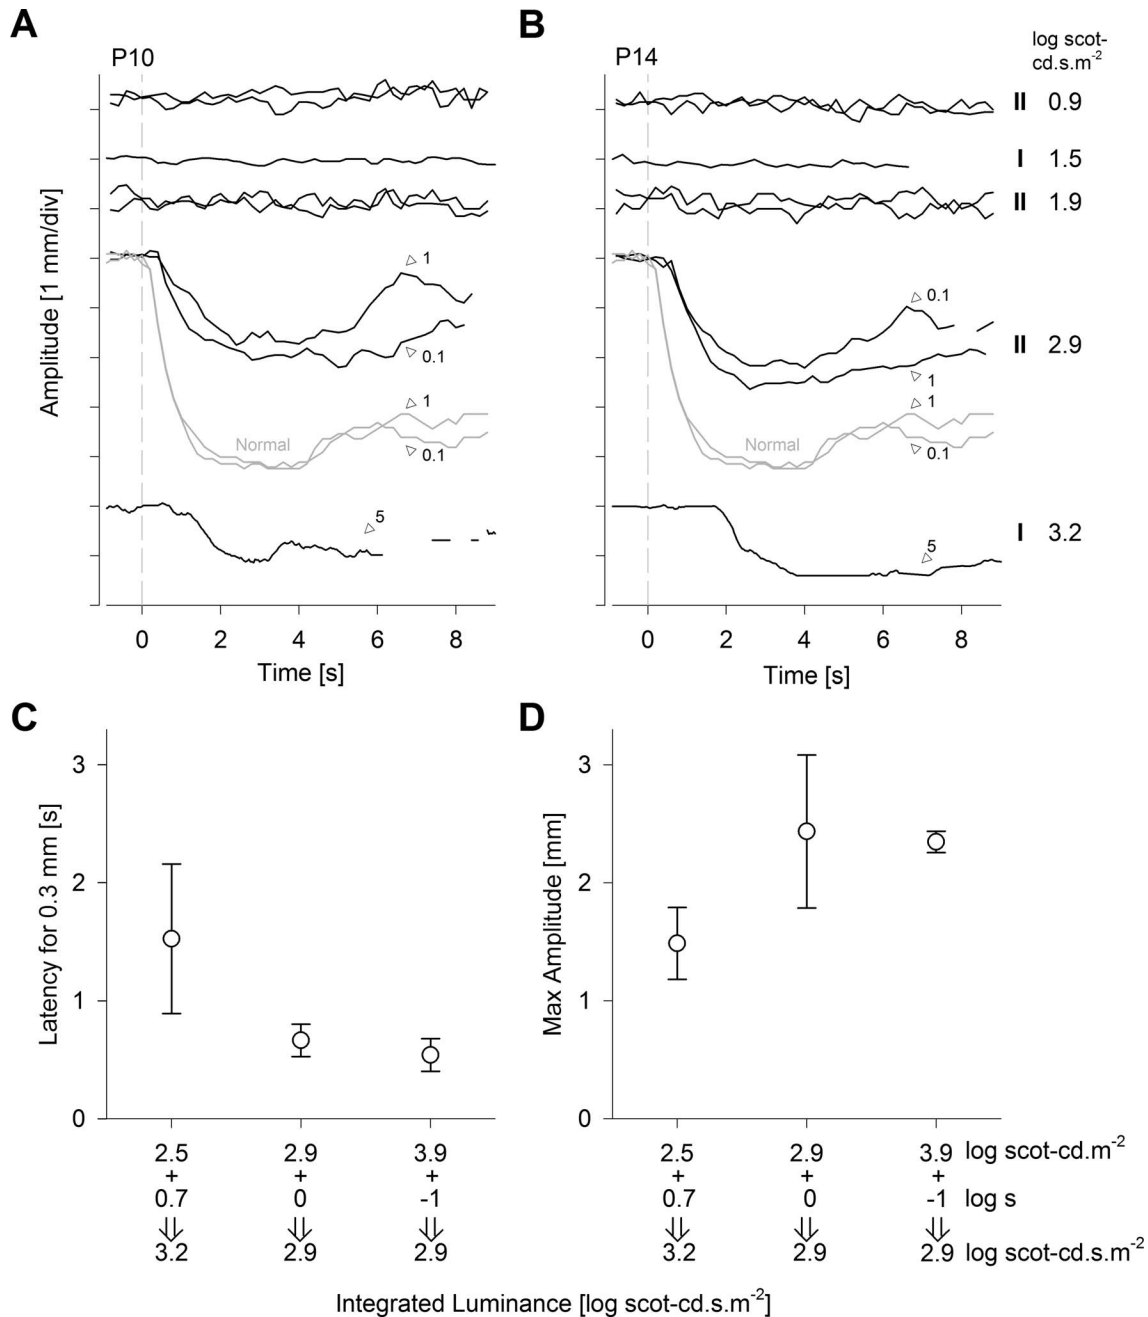 A
B
P10
P14
log scot-
cd.s.m-2
II 0.9
I 1.5
II 1.9
II 2.9
I 3.2
Amplitude [1 mm/div]
1
0.1
Normal
1
0.1
5
0 2 4 6 8
Time [s]
0.1
1
Normal
1
0.1
5
0 2 4 6 8
Time [s]
C
Latency for 0.3 mm [s]
3
2
1
0
D
Max Amplitude [mm]
3
2
1
0
2.5 2.9 3.9
+ + +
0.7 0 -1
⇓ ⇓ ⇓
3.2 2.9 2.9
2.5 2.9 3.9 log scot-cd.m-2
+ + +
0.7 0 -1 log s
⇓ ⇓ ⇓
3.2 2.9 2.9 log scot-cd.s.m-2
Integrated Luminance [log scot-cd.s.m-2]